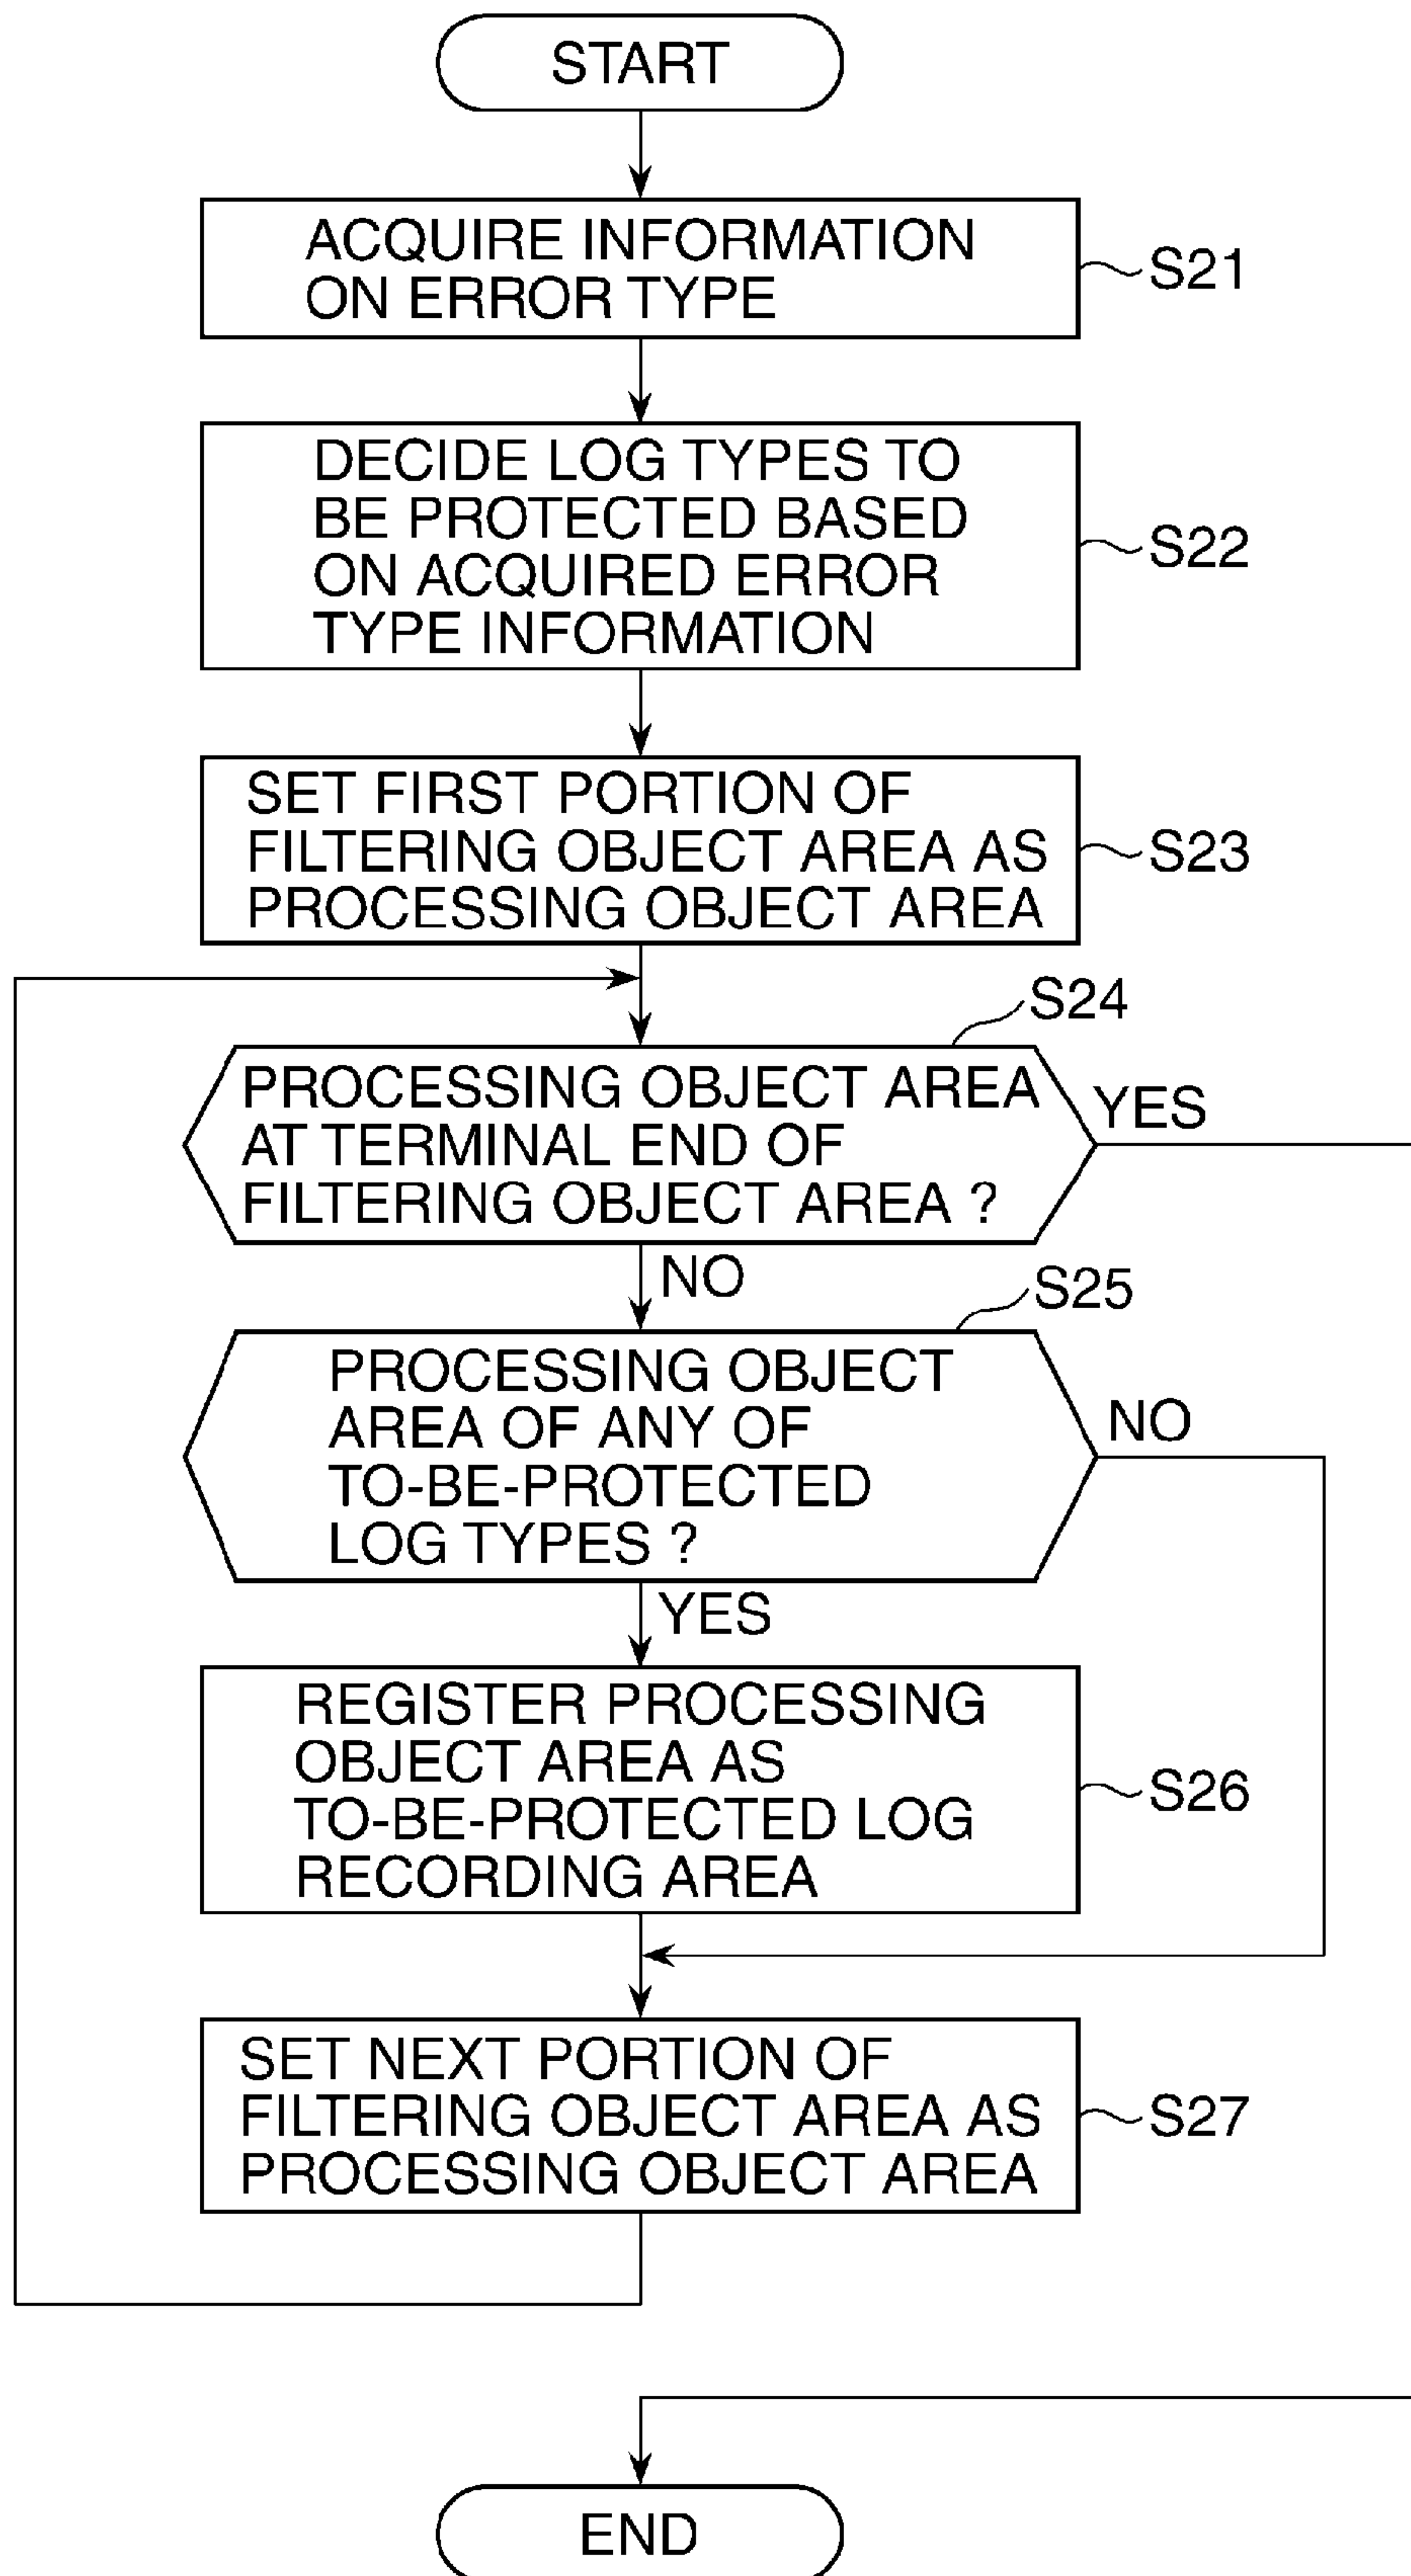 START
ACQUIRE INFORMATION
ON ERROR TYPE
S21
DECIDE LOG TYPES TO
BE PROTECTED BASED
ON ACQUIRED ERROR
TYPE INFORMATION
S22
SET FIRST PORTION OF
FILTERING OBJECT AREA AS
PROCESSING OBJECT AREA
S23
S24
PROCESSING OBJECT AREA
AT TERMINAL END OF
FILTERING OBJECT AREA ?
YES
NO
S25
PROCESSING OBJECT
AREA OF ANY OF
TO-BE-PROTECTED
LOG TYPES ?
NO
YES
REGISTER PROCESSING
OBJECT AREA AS
TO-BE-PROTECTED LOG
RECORDING AREA
S26
SET NEXT PORTION OF
FILTERING OBJECT AREA AS
PROCESSING OBJECT AREA
S27
END